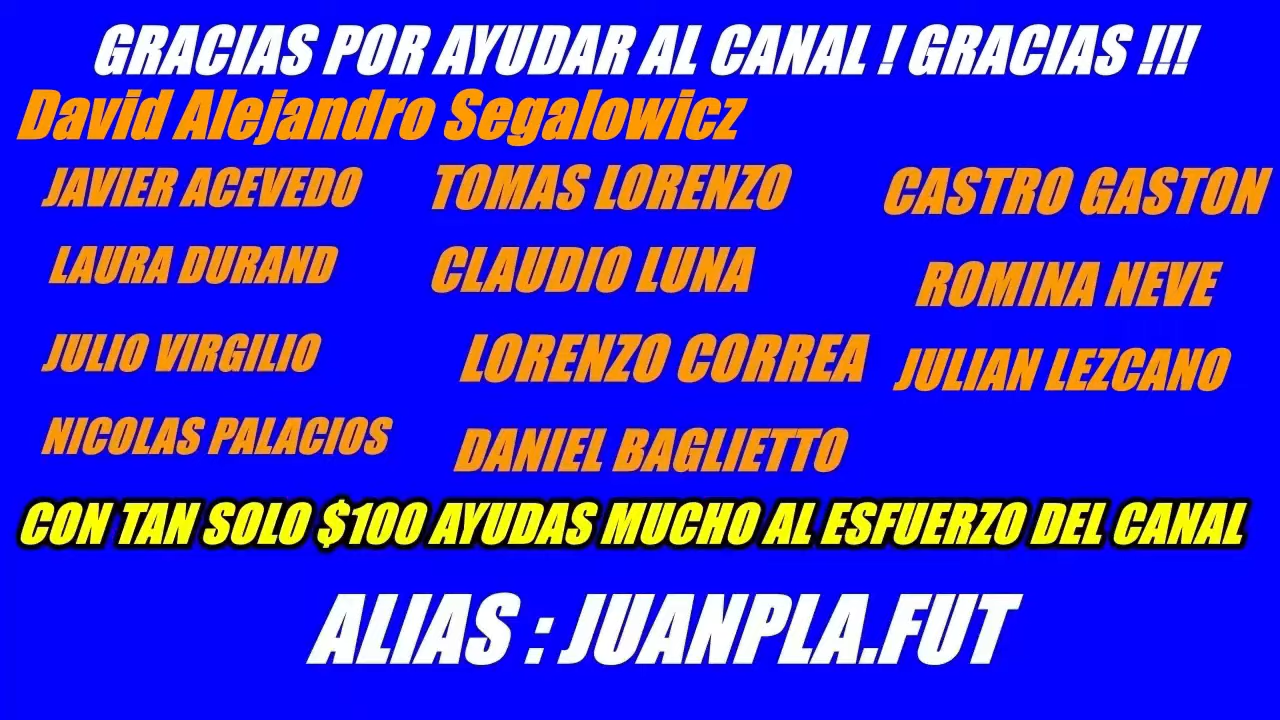 GRACIAS POR AYUDAR AL CANAL ! GRACIAS !!!
David Alejandro Segalowicz
JAVIER ACEVEDO TOMAS LORENZO CASTRO GASTON
LAURA DURAND CLAUDIO LUNA ROMINA NEVE
JULIO VIRGILIO LORENZO CORREA JULIAN LEZCANO
NICOLAS PALACIOS DANIEL BAGLIETTO
CON TAN SOLO $100 AYUDAS MUCHO AL ESFUERZO DEL CANAL
ALIAS : JUANPLA.FUT